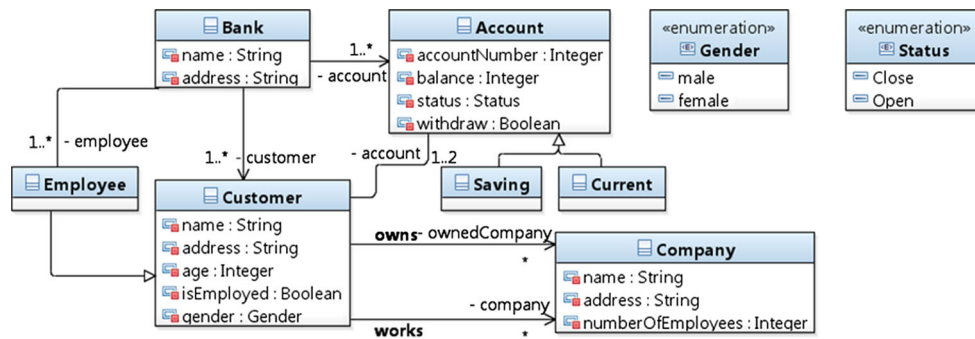 Bank
name : String
address : String
1..*
- account
Account
accountNumber : Integer
balance : Integer
status : Status
withdraw : Boolean
«enumeration»
Gender
male
female
«enumeration»
Status
Close
Open
1..*
- employee
1..*
- customer
- account
1..2
Employee
Saving
Current
Customer
name : String
address : String
age : Integer
isEmployed : Boolean
gender : Gender
owns
- ownedCompany
*
works
- company
*
Company
name : String
address : String
numberOfEmployees : Integer